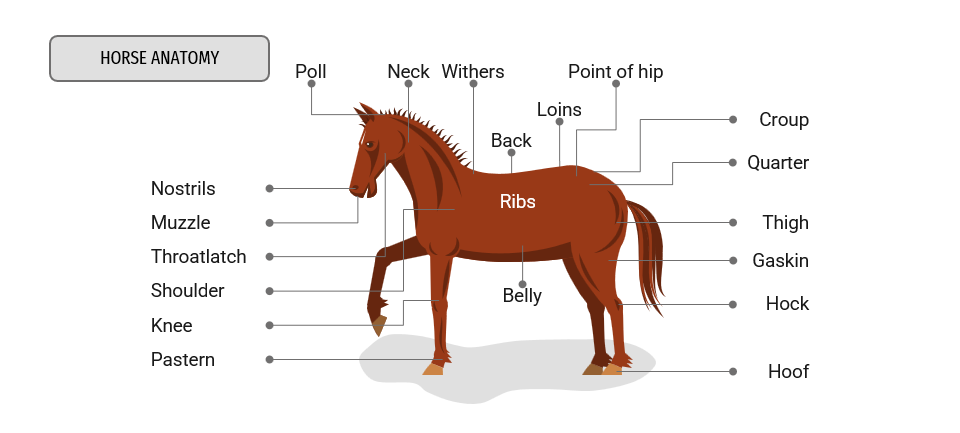 HORSE ANATOMY
Poll
Neck
Withers
Point of hip
Loins
Back
Croup
Quarter
Nostrils
Ribs
Muzzle
Thigh
Throatlatch
Gaskin
Shoulder
Belly
Hock
Knee
Pastern
Hoof